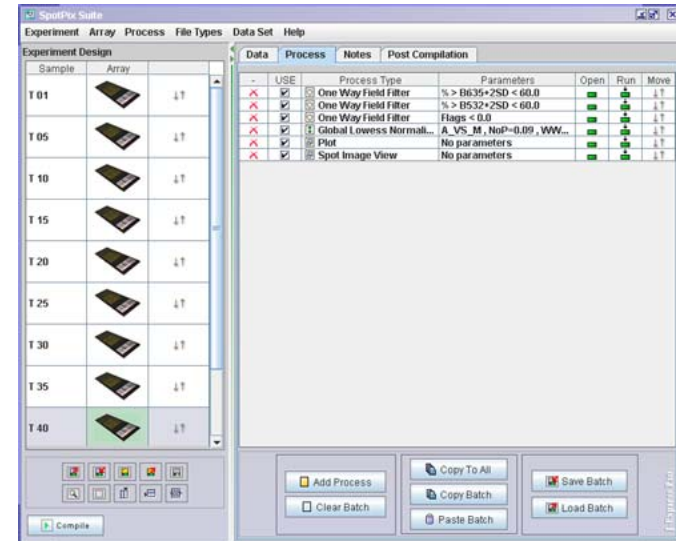 SpotPix Suite
Experiment Array Process File Types Data Set Help
Experiment Design
Data Process Notes Post Compilation
Sample Array
- USE Process Type Parameters Open Run Move
One Way Field Filter % > B635+2SD < 60.0
One Way Field Filter % > B532+2SD < 60.0
One Way Field Filter Flags < 0.0
Global Lowess Normali... A_VS_M , NoP=0.09 , WW...
Plot No parameters
Spot Image View No parameters
T 01
T 05
T 10
T 15
T 20
T 25
T 30
T 35
T 40
Add Process
Clear Batch
Copy To All
Copy Batch
Paste Batch
Save Batch
Load Batch
Compile